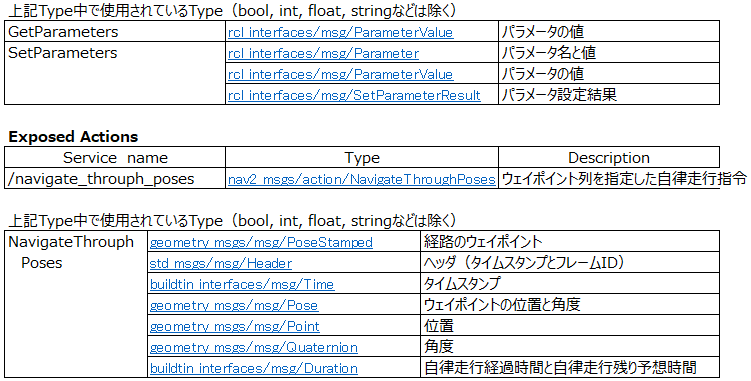 上記Type中で使用されているType（bool, int, float, stringなどは除く）
GetParameters rcl interfaces/msg/ParameterValue パラメータの値
SetParameters rcl interfaces/msg/Parameter パラメータ名と値
rcl interfaces/msg/ParameterValue パラメータの値
rcl interfaces/msg/SetParameterResult パラメータ設定結果
Exposed Actions
Service name Type Description
/navigate_throuph_poses nav2 msgs/action/NavigateThroughPoses ウェイポイント列を指定した自律走行指令
上記Type中で使用されているType（bool, int, float, stringなどは除く）
NavigateThrouph geometry msgs/msg/PoseStamped 経路のウェイポイント
Poses std msgs/msg/Header ヘッダ（タイムスタンプとフレームID）
buildtin interfaces/msg/Time タイムスタンプ
geometry msgs/msg/Pose ウェイポイントの位置と角度
geometry msgs/msg/Point 位置
geometry msgs/msg/Quaternion 角度
buildtin interfaces/msg/Duration 自律走行経過時間と自律走行残り予想時間